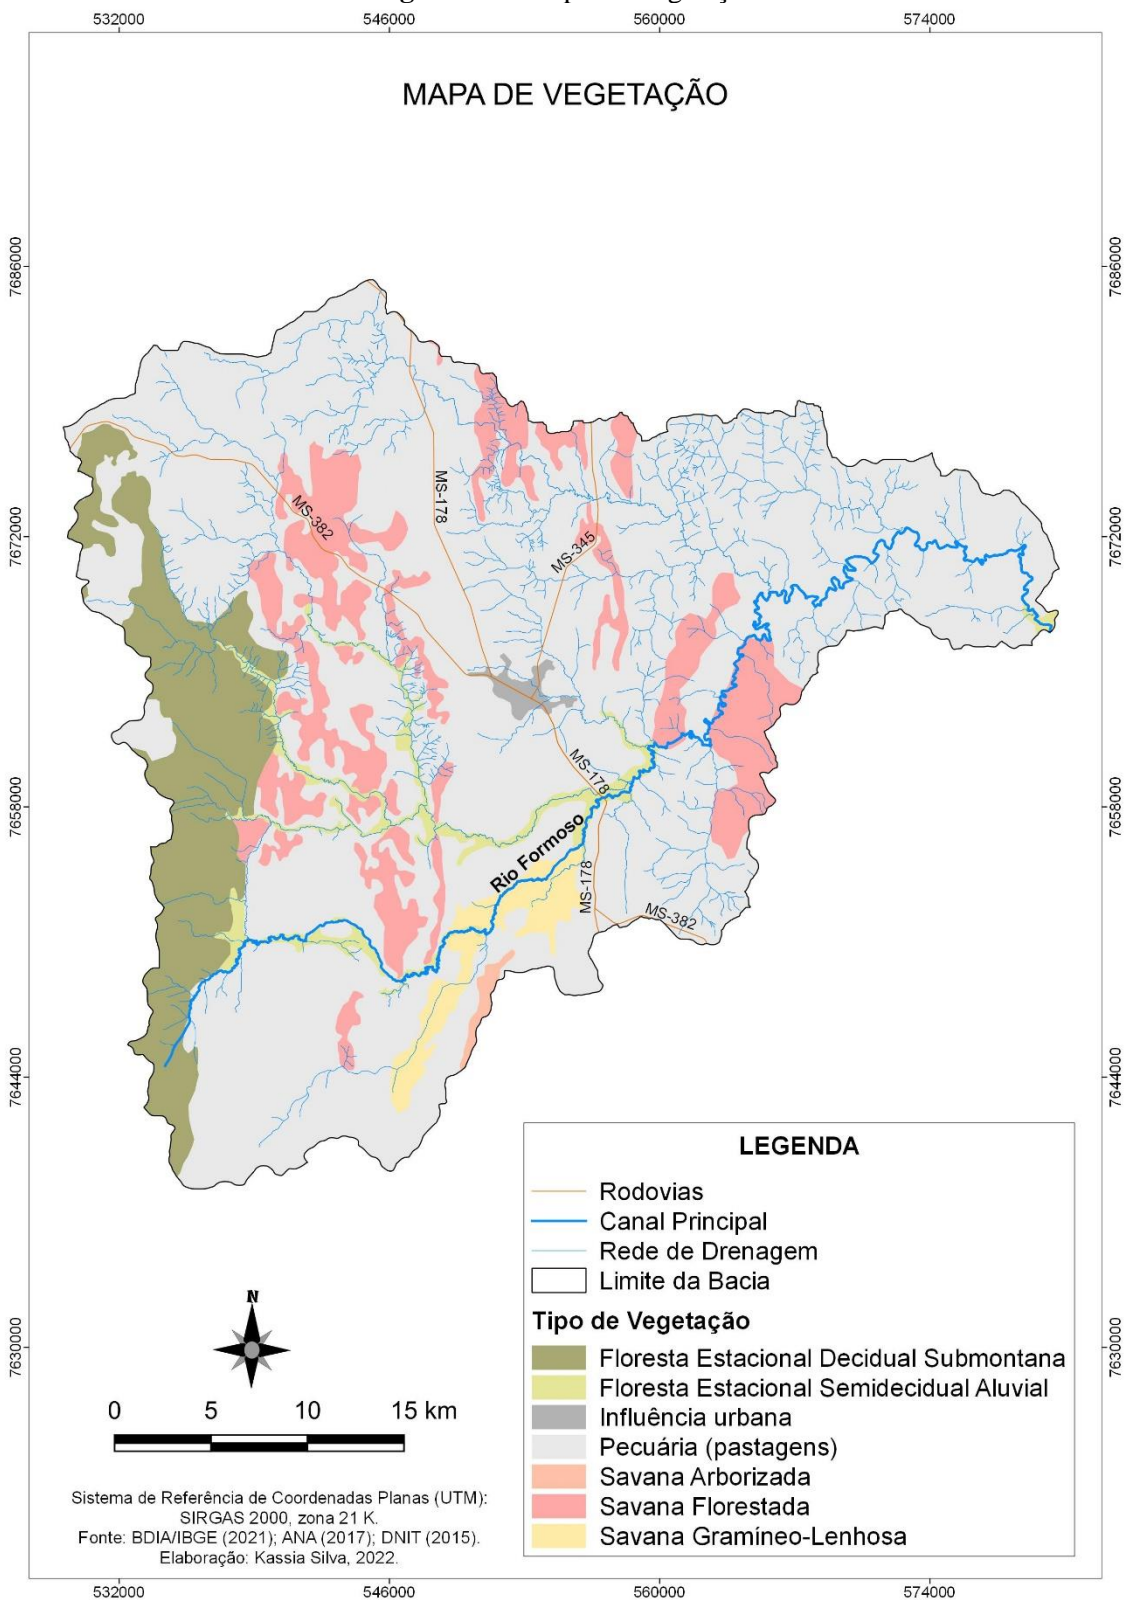 532000 546000 560000 574000
MAPA DE VEGETAÇÃO
7686000 7686000
MS-178
MS-382
7672000 7672000
MS-345
MS-178
7658000 7658000
Rio Formoso
MS-178
MS-382
7644000 7644000
LEGENDA
Rodovias
Canal Principal
Rede de Drenagem
Limite da Bacia
Tipo de Vegetação
Floresta Estacional Decidual Submontana
Floresta Estacional Semidecidual Aluvial
Influência urbana
Pecuária (pastagens)
Savana Arborizada
Savana Florestada
Savana Gramíneo-Lenhosa
N
7630000 7630000
0 5 10 15 km
Sistema de Referência de Coordenadas Planas (UTM):
SIRGAS 2000, zona 21 K.
Fonte: BDIA/IBGE (2021); ANA (2017); DNIT (2015).
Elaboração: Kassia Silva, 2022.
532000 546000 560000 574000